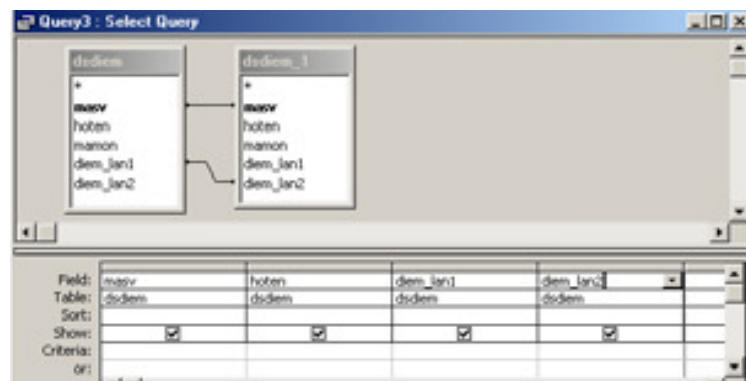 Query3 : Select Query
dsdiem
*
masv
hoten
mamon
diem_lan1
diem_lan2
dsdiem_1
*
masv
hoten
mamon
diem_lan1
diem_lan2
Field: masv hoten diem_lan1 diem_lan2
Table: dsdiem dsdiem dsdiem dsdiem
Sort:
Show:
Criteria:
or: